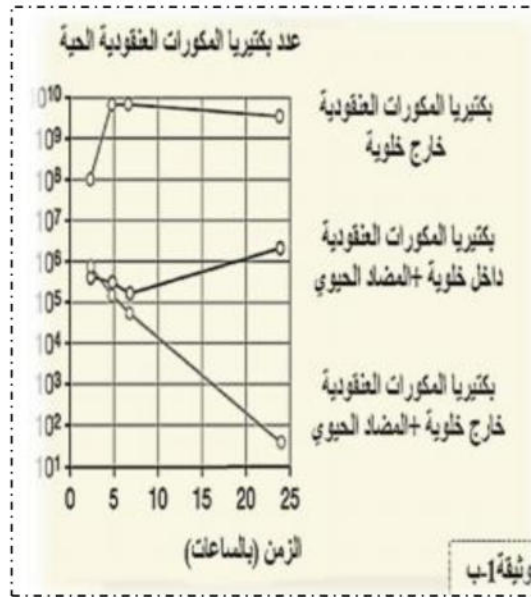 عدد بكتيريا المكورات العنقودية الحية
10¹⁰
10⁹
10⁸
10⁷
10⁶
10⁵
10⁴
10³
10²
10¹
0 5 10 15 20 25
الزمن (بالساعات)
بكتيريا المكورات العنقودية
خارج خلوية
بكتيريا المكورات العنقودية
داخل خلوية +المضاد الحيوي
بكتيريا المكورات العنقودية
خارج خلوية +المضاد الحيوي
وثيقة1-ب